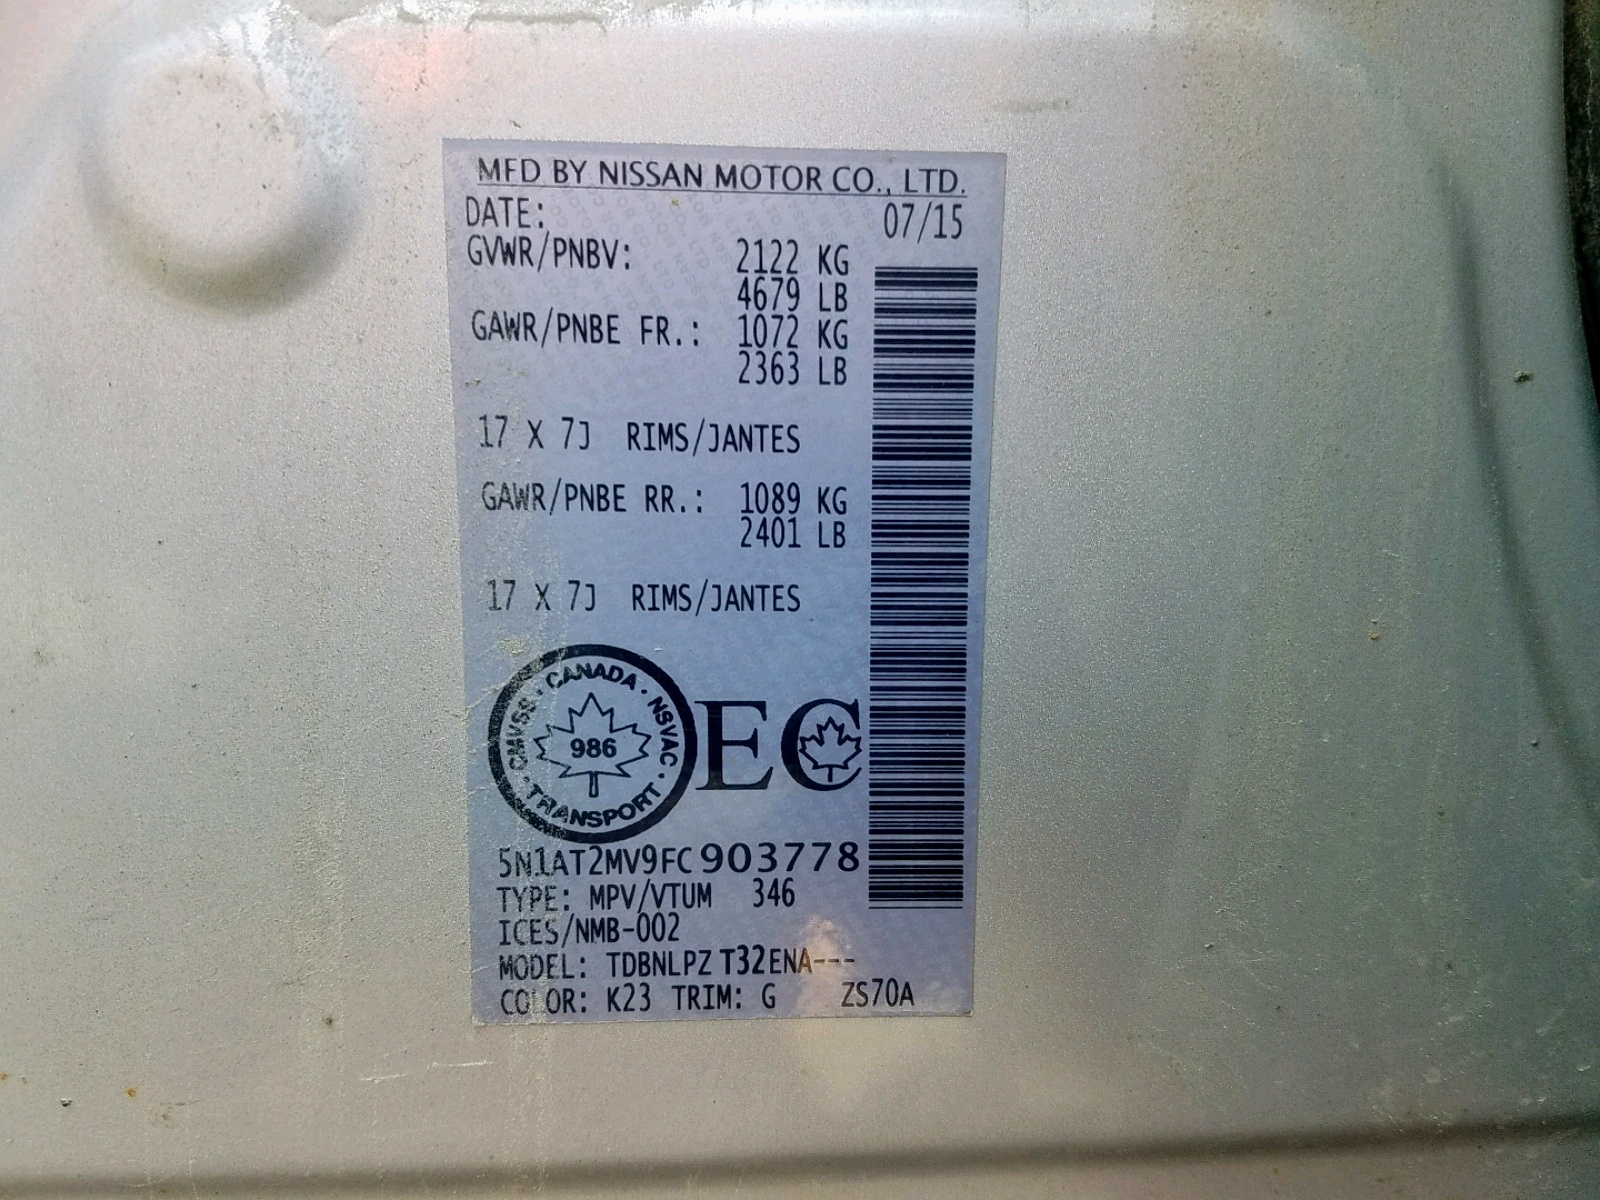 MFD BY NISSAN MOTOR CO., LTD.
DATE: 07/15
GVWR/PNBV: 2122 KG
4679 LB
GAWR/PNBE FR.: 1072 KG
2363 LB
17 X 7J RIMS/JANTES
GAWR/PNBE RR.: 1089 KG
2401 LB
17 X 7J RIMS/JANTES
CMVSS · CANADA · NSVAC · TRANSPORT
986
EC
5N1AT2MV9FC903778
TYPE: MPV/VTUM 346
ICES/NMB-002
MODEL: TDBNLPZ T32ENA---
COLOR: K23 TRIM: G ZS70A